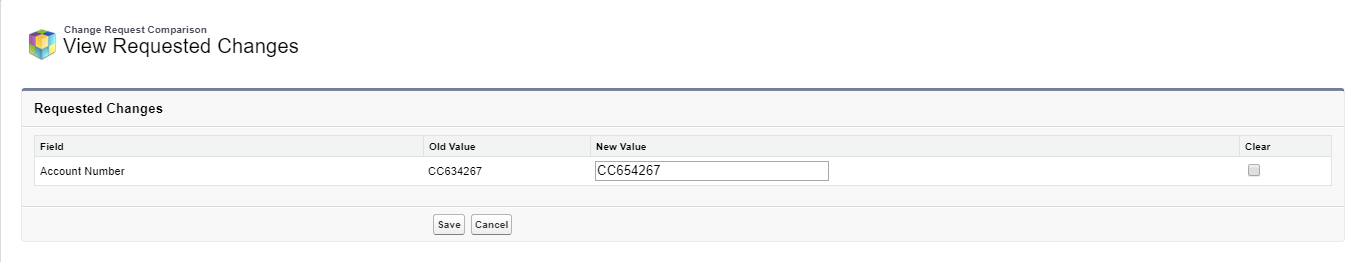 Change Request Comparison
View Requested Changes
Requested Changes
Field Old Value New Value Clear
Account Number CC634267 CC654267
Save Cancel